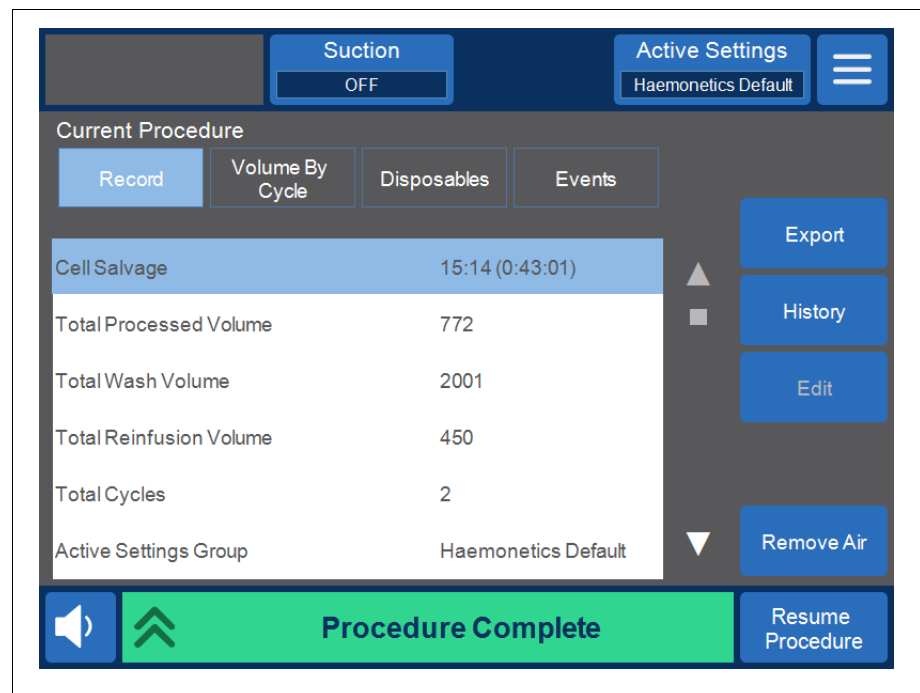 Suction
OFF
Active Settings
Haemonetics Default
Current Procedure
Record
Volume By
Cycle
Disposables
Events
Cell Salvage 15:14 (0:43:01)
Total Processed Volume 772
Total Wash Volume 2001
Total Reinfusion Volume 450
Total Cycles 2
Active Settings Group Haemonetics Default
Export
History
Edit
Remove Air
Procedure Complete
Resume
Procedure